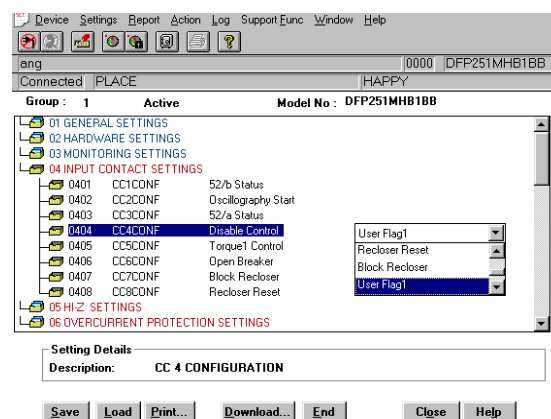 Device Settings Report Action Log Support Func Window Help
ang 0000 DFP251MHB1BB
Connected PLACE HAPPY
Group : 1 Active Model No : DFP251MHB1BB
01 GENERAL SETTINGS
02 HARDWARE SETTINGS
03 MONITORING SETTINGS
04 INPUT CONTACT SETTINGS
0401 CC1CONF 52/b Status
0402 CC2CONF Oscillography Start
0403 CC3CONF 52/a Status
0404 CC4CONF Disable Control User Flag1
0405 CC5CONF Torque1 Control Recloser Reset
0406 CC6CONF Open Breaker Block Recloser
0407 CC7CONF Block Recloser User Flag1
0408 CC8CONF Recloser Reset
05 HI-Z SETTINGS
06 OVERCURRENT PROTECTION SETTINGS
Setting Details
Description: CC 4 CONFIGURATION
Save Load Print... Download... End Close Help